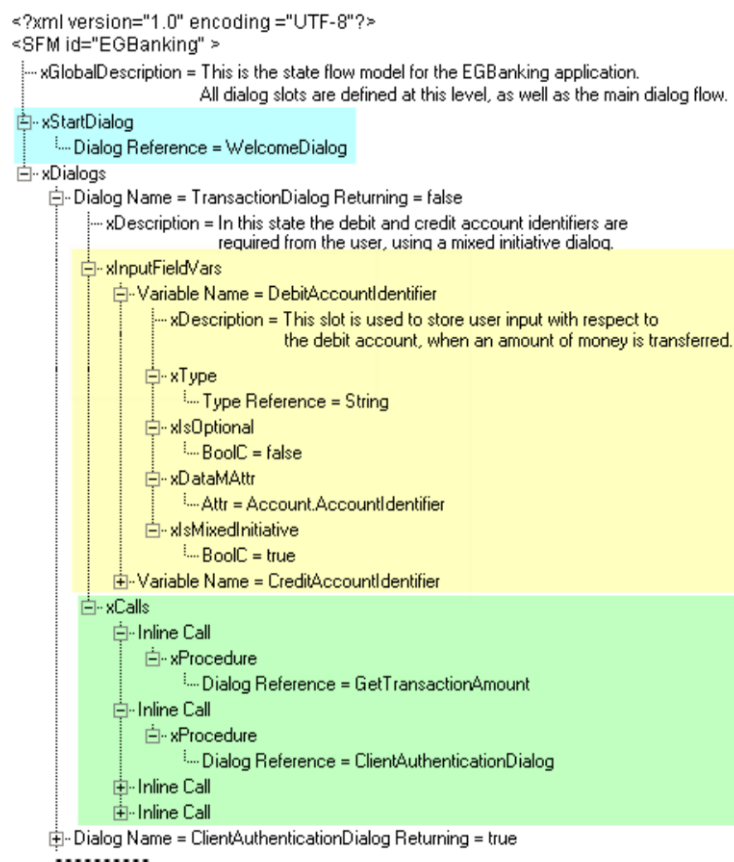 <?xml version="1.0" encoding ="UTF-8"?>
<SFM id="EGBanking" >
xGlobalDescription = This is the state flow model for the EGBanking application.
All dialog slots are defined at this level, as well as the main dialog flow.
xStartDialog
Dialog Reference = WelcomeDialog
xDialogs
Dialog Name = TransactionDialog Returning = false
xDescription = In this state the debit and credit account identifiers are
required from the user, using a mixed initiative dialog.
xInputFieldVars
Variable Name = DebitAccountIdentifier
xDescription = This slot is used to store user input with respect to
the debit account, when an amount of money is transferred.
xType
Type Reference = String
xIsOptional
BoolC = false
xDataMAttr
Attr = Account.AccountIdentifier
xIsMixedInitiative
BoolC = true
Variable Name = CreditAccountIdentifier
xCalls
Inline Call
xProcedure
Dialog Reference = GetTransactionAmount
Inline Call
xProcedure
Dialog Reference = ClientAuthenticationDialog
Inline Call
Inline Call
Dialog Name = ClientAuthenticationDialog Returning = true